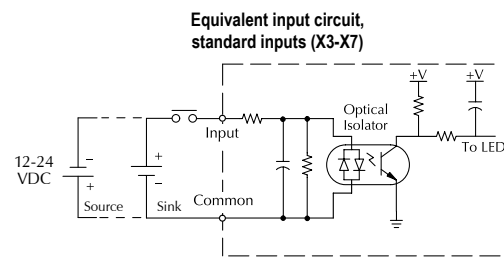 Equivalent input circuit,
standard inputs (X3-X7)
+V +V
Optical
Isolator
Input
To LED
12-24
VDC
−
+
+
−
Source
Sink
Common